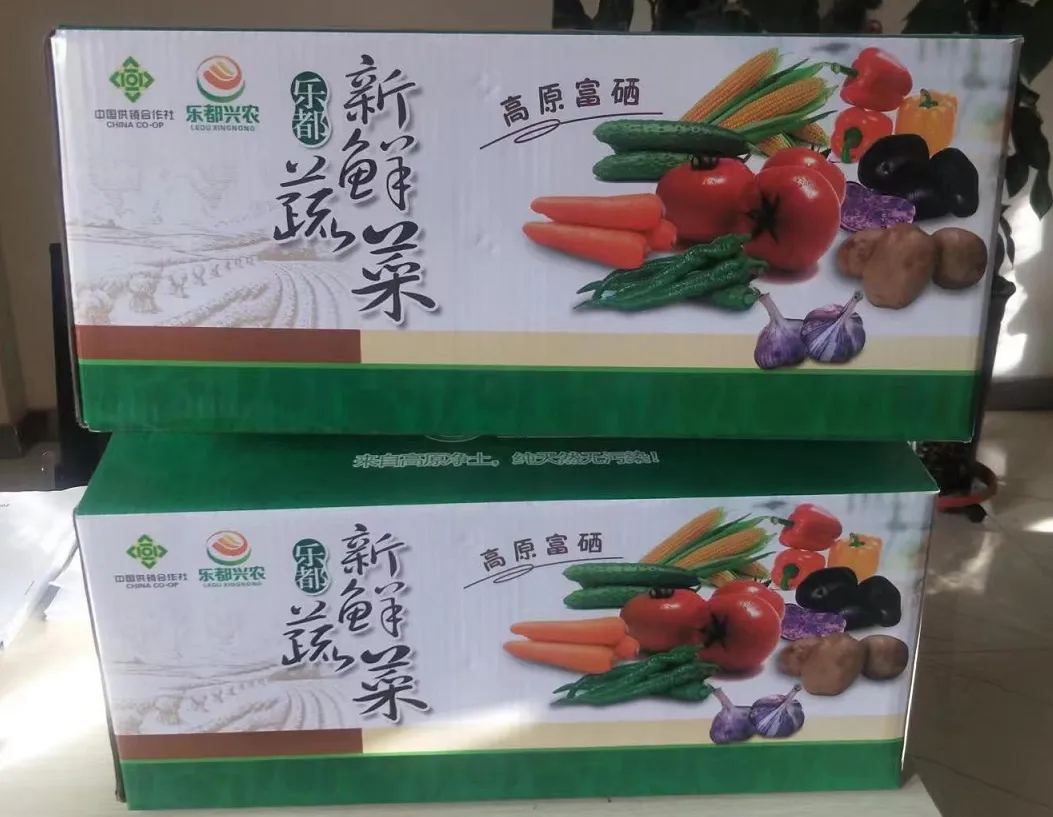 中国供销合作社
CHINA CO-OP
乐都兴农
LEDU XINGNONG
乐都
新鲜蔬菜
高原富硒
来自高原净土，纯天然无污染！
中国供销合作社
CHINA CO-OP
乐都兴农
LEDU XINGNONG
乐都
新鲜蔬菜
高原富硒